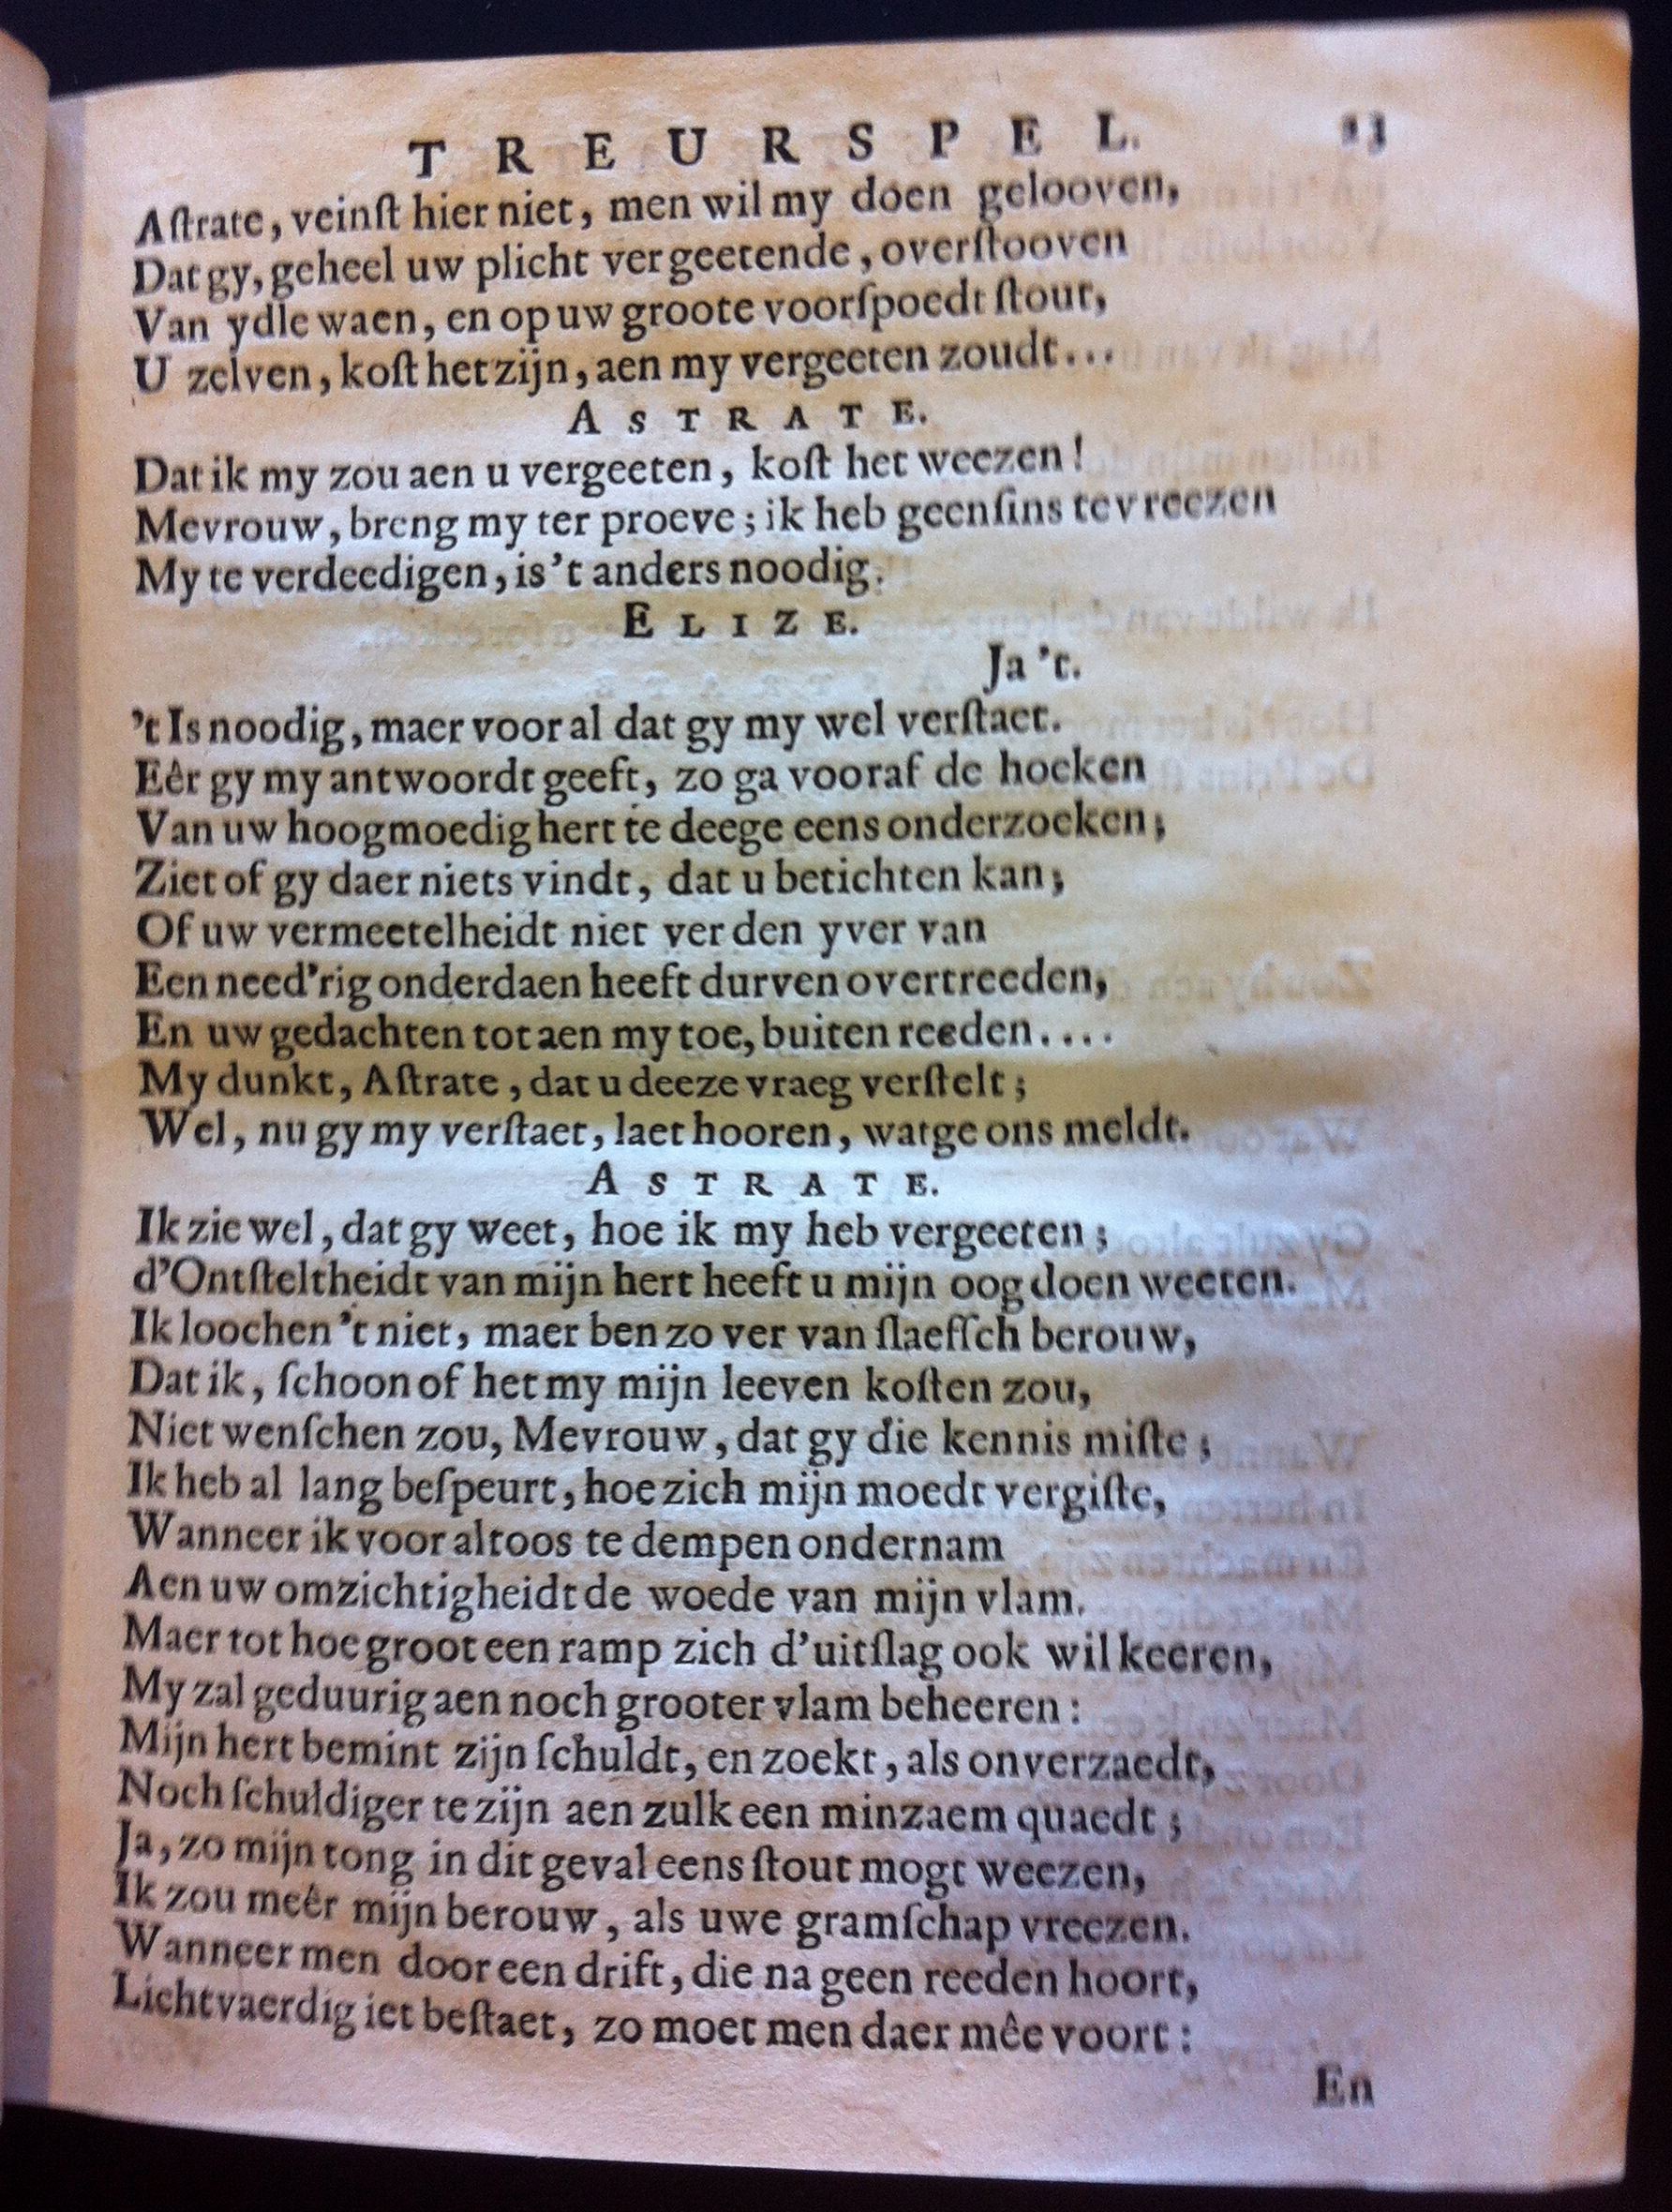 TREURSPEL. 13
Aſtrate, veinſt hier niet, men wil my doen gelooven,
Dat gy, geheel uw plicht vergeetende, overſtooven
Van ydle waen, en op uw groote voorſpoedt ſtout,
U zelven, koſt het zijn, aen my vergeeten zoudt...
ASTRATE.
Dat ik my zou aen u vergeeten, koſt het weezen!
Mevrouw, breng my ter proeve; ik heb geenſins te vreezen
My te verdeedigen, is't anders noodig.
ELIZE.
Ja 't.
't Is noodig, maer voor al dat gy my wel verſtaet.
Eêr gy my antwoordt geeft, zo ga vooraf de hoeken
Van uw hoogmoedig hert te deege eens onderzoeken;
Ziet of gy daer niets vindt, dat u betichten kan;
Of uw vermeetelheidt niet ver den yver van
Een need'rig onderdaen heeft durven overtreeden,
En uw gedachten tot aen my toe, buiten reeden....
My dunkt, Aſtrate, dat u deeze vraeg verſtelt;
Wel, nu gy my verſtaet, laet hooren, watge ons meldt.
ASTRATE.
Ik zie wel, dat gy weet, hoe ik my heb vergeeten;
d'Ontſteltheidt van mijn hert heeft u mijn oog doen weeten.
Ik loochen 't niet, maer ben zo ver van ſlaefſch berouw,
Dat ik, ſchoon of het my mijn leeven koſten zou,
Niet wenſchen zou, Mevrouw, dat gy die kennis miſte;
Ik heb al lang beſpeurt, hoe zich mijn moedt vergiſte,
Wanneer ik voor altoos te dempen ondernam
Aen uw omzichtigheidt de woede van mijn vlam.
Maer tot hoe groot een ramp zich d'uitſlag ook wil keeren,
My zal geduurig aen noch grooter vlam beheeren:
Mijn hert bemint zijn ſchuldt, en zoekt, als onverzaedt,
Noch ſchuldiger te zijn aen zulk een minzaem quaedt;
Ja, zo mijn tong in dit geval eens ſtout mogt weezen,
Ik zou meêr mijn berouw, als uwe gramſchap vreezen.
Wanneer men door een drift, die na geen reeden hoort,
Lichtvaerdig iet beſtaet, zo moet men daer mêe voort:
En